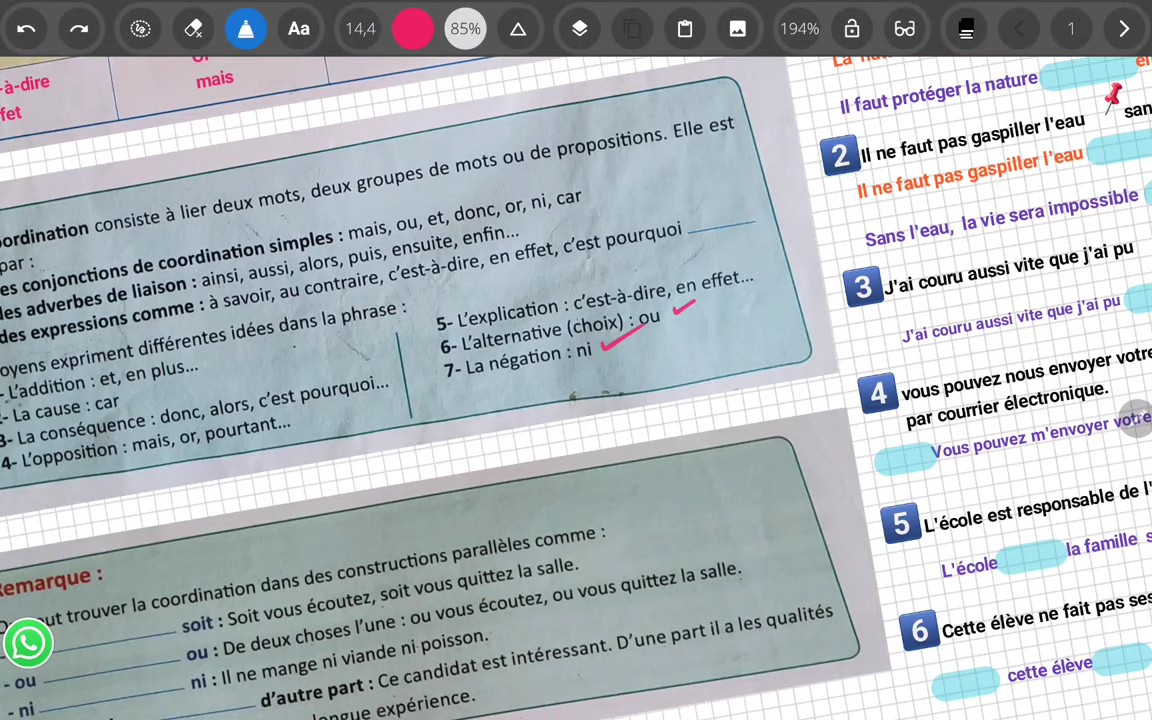 Aa
14,4
85%
194%
1
-à-dire
fet
mais
La
Il faut protéger la nature
2 Il ne faut pas gaspiller l'eau
Il ne faut pas gaspiller l'eau
Sans l'eau, la vie sera impossible
3 J'ai couru aussi vite que j'ai pu
J'ai couru aussi vite que j'ai pu
4 vous pouvez nous envoyer votre
par courrier électronique.
Vous pouvez m'envoyer votre
5 L'école est responsable de l'
L'école la famille s
6 Cette élève ne fait pas ses
cette élève
ordination consiste à lier deux mots, deux groupes de mots ou de propositions. Elle est
par :
es conjonctions de coordination simples : mais, ou, et, donc, or, ni, car
des adverbes de liaison : ainsi, aussi, alors, puis, ensuite, enfin...
des expressions comme : à savoir, au contraire, c'est-à-dire, en effet, c'est pourquoi
oyens expriment différentes idées dans la phrase :
- L'addition : et, en plus...
- La cause : car
3- La conséquence : donc, alors, c'est pourquoi...
4- L'opposition : mais, or, pourtant...
5- L'explication : c'est-à-dire, en effet...
6- L'alternative (choix) : ou
7- La négation : ni
Remarque :
ut trouver la coordination dans des constructions parallèles comme :
soit : Soit vous écoutez, soit vous quittez la salle.
- ou ou : De deux choses l'une : ou vous écoutez, ou vous quittez la salle.
- ni ni : Il ne mange ni viande ni poisson.
d'autre part : Ce candidat est intéressant. D'une part il a les qualités
longue expérience.